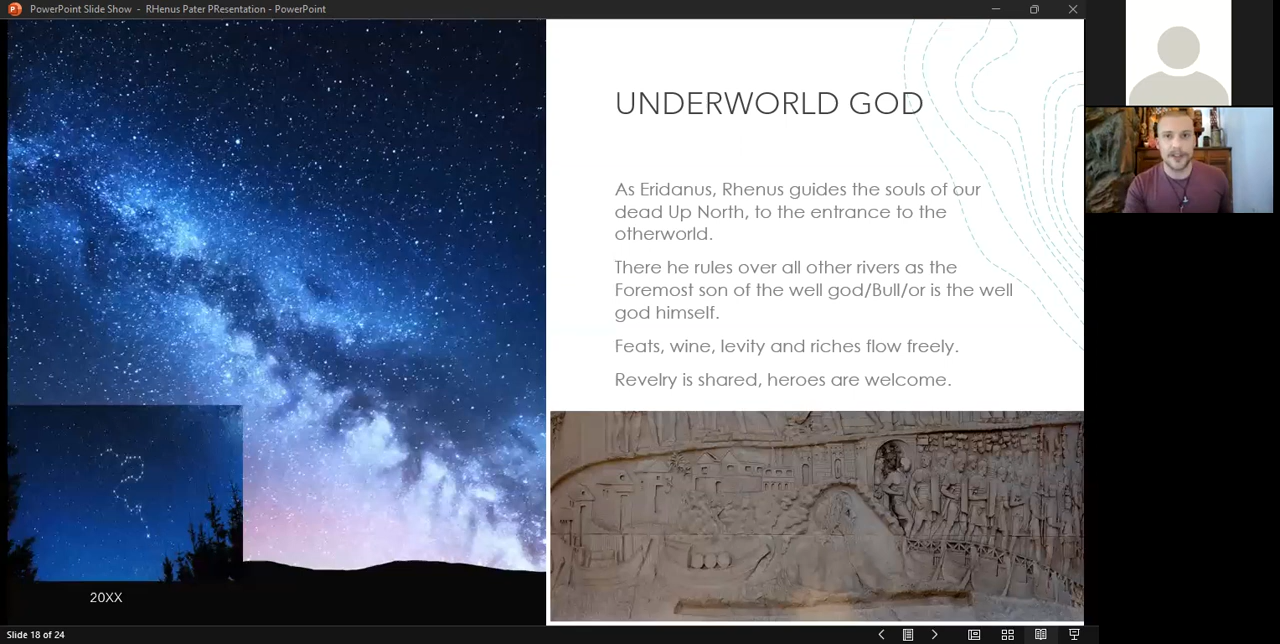 PowerPoint Slide Show - RHenus Pater PResentation - PowerPoint
UNDERWORLD GOD
As Eridanus, Rhenus guides the souls of our
dead Up North, to the entrance to the
otherworld.
There he rules over all other rivers as the
Foremost son of the well god/Bull/or is the well
god himself.
Feats, wine, levity and riches flow freely.
Revelry is shared, heroes are welcome.
20XX
Slide 18 of 24